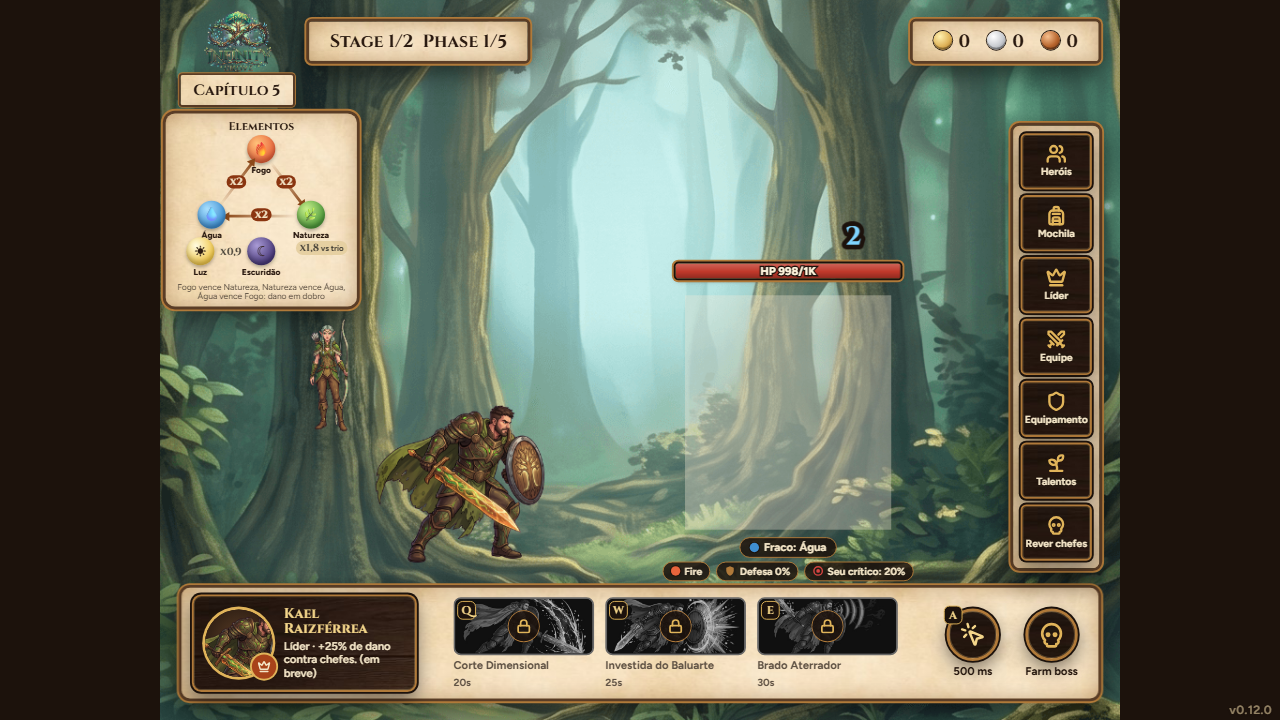 STAGE 1/2 PHASE 1/5
0 0 0
CAPÍTULO 5
ELEMENTOS
Fogo
X2 X2
X2
Água Natureza
X0,9 X1,8 vs trio
Luz Escuridão
Fogo vence Natureza, Natureza vence Água,
Água vence Fogo: dano em dobro
2
HP 998/1K
Heróis
Mochila
Líder
Equipe
Equipamento
Talentos
Rever chefes
Fraco: Água
Fire Defesa 0% Seu crítico: 20%
KAEL
RAIZFÉRREA
Líder · +25% de dano
contra chefes. (em
breve)
Q W E
Corte Dimensional Investida do Baluarte Brado Aterrador
20s 25s 30s
A
500 ms Farm boss
v0.12.0